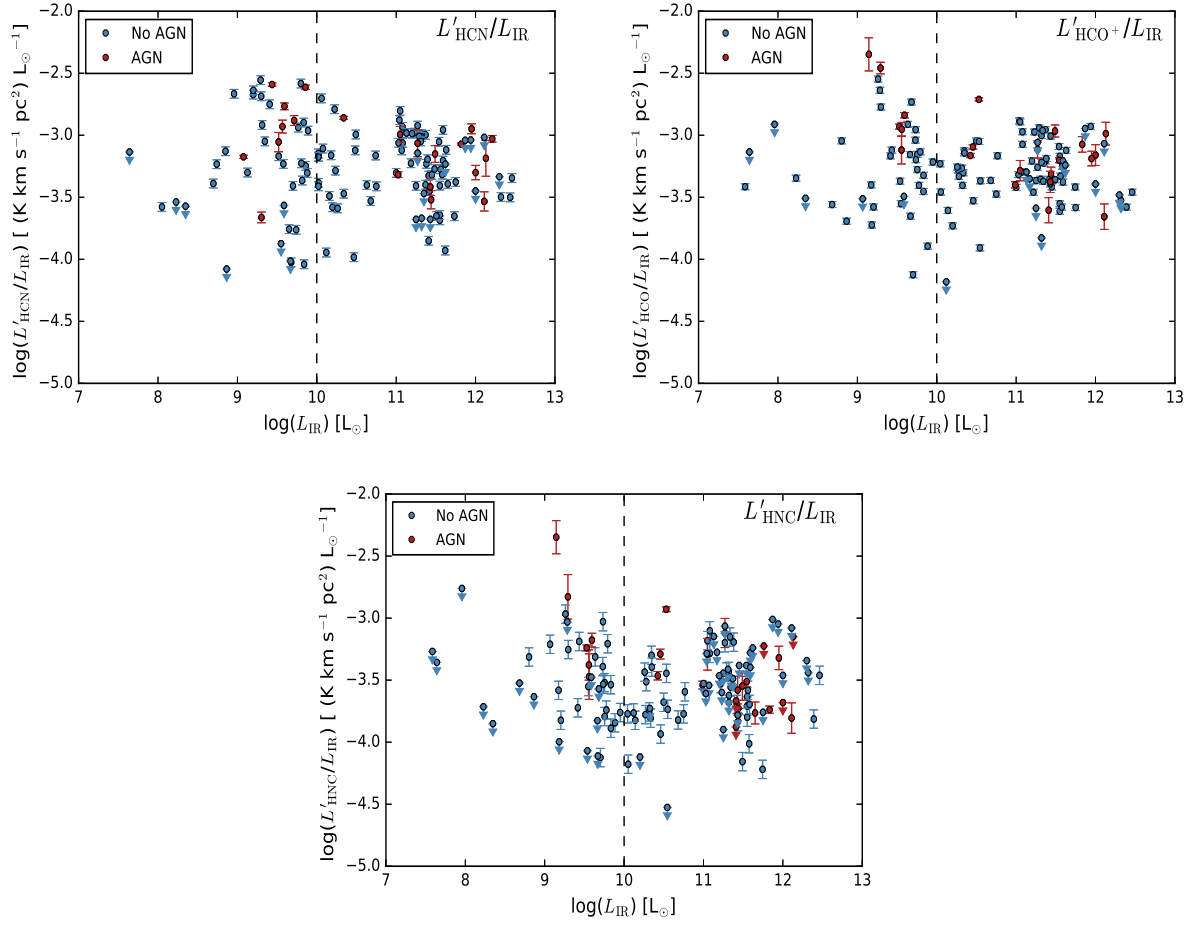 L′HCN/LIR
No AGN
AGN
log(L′HCN/LIR) [ (K km s−1 pc2) L⊙−1]
−2.0
−2.5
−3.0
−3.5
−4.0
−4.5
−5.0
7 8 9 10 11 12 13
log(LIR) [L⊙]
L′HCO+/LIR
No AGN
AGN
log(L′HCO/LIR) [ (K km s−1 pc2) L⊙−1]
−2.0
−2.5
−3.0
−3.5
−4.0
−4.5
−5.0
7 8 9 10 11 12 13
log(LIR) [L⊙]
L′HNC/LIR
No AGN
AGN
log(L′HNC/LIR) [ (K km s−1 pc2) L⊙−1]
−2.0
−2.5
−3.0
−3.5
−4.0
−4.5
−5.0
7 8 9 10 11 12 13
log(LIR) [L⊙]